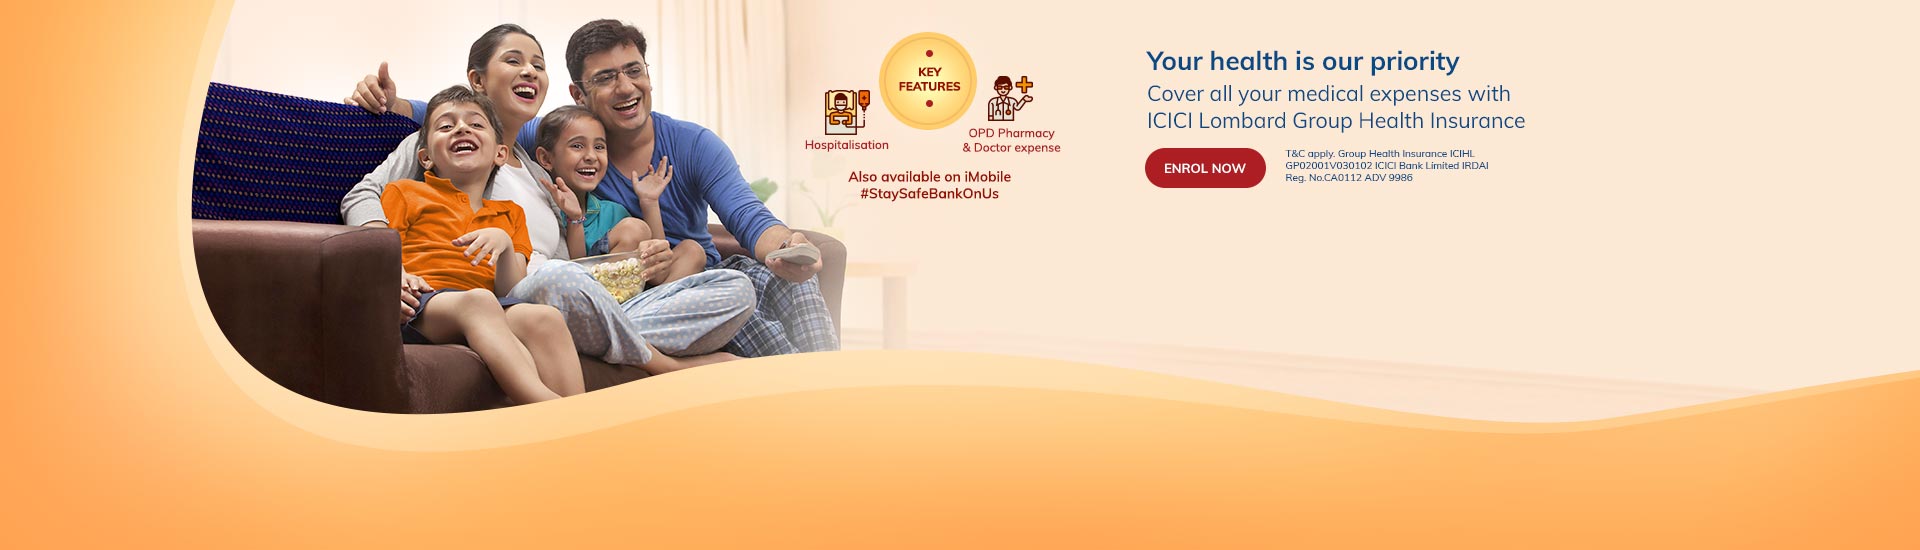 KEY
FEATURES
Hospitalisation
OPD Pharmacy
& Doctor expense
Also available on iMobile
#StaySafeBankOnUs
Your health is our priority
Cover all your medical expenses with
ICICI Lombard Group Health Insurance
ENROL NOW
T&C apply. Group Health Insurance ICIHL
GP02001V030102 ICICI Bank Limited IRDAI
Reg. No.CA0112 ADV 9986